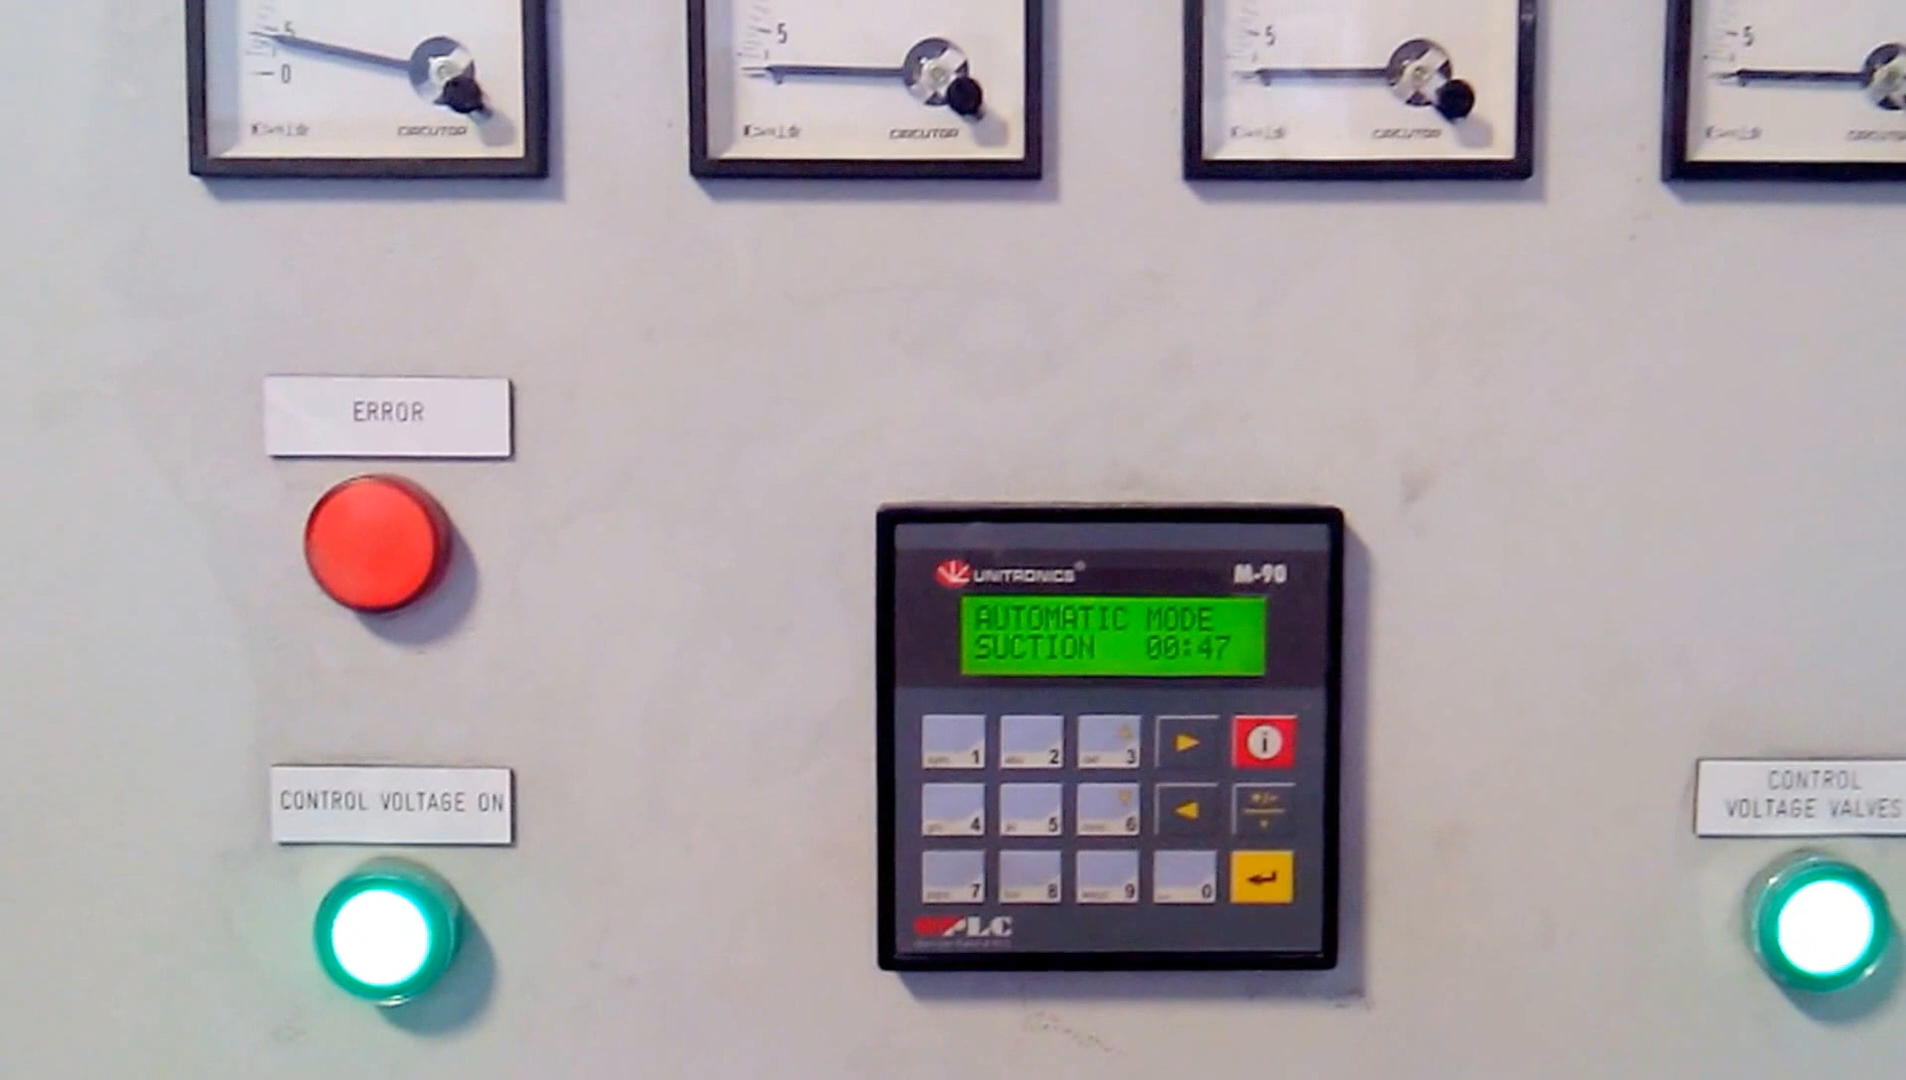 5
0
CIRCUTOR
5
CIRCUTOR
5
CIRCUTOR
5
ERROR
UNITRONICS® M-90
AUTOMATIC MODE
SUCTION 00:47
1 2 3 i
4 5 6 +/-
7 8 9 0
PLC
CONTROL VOLTAGE ON
CONTROL
VOLTAGE VALVES